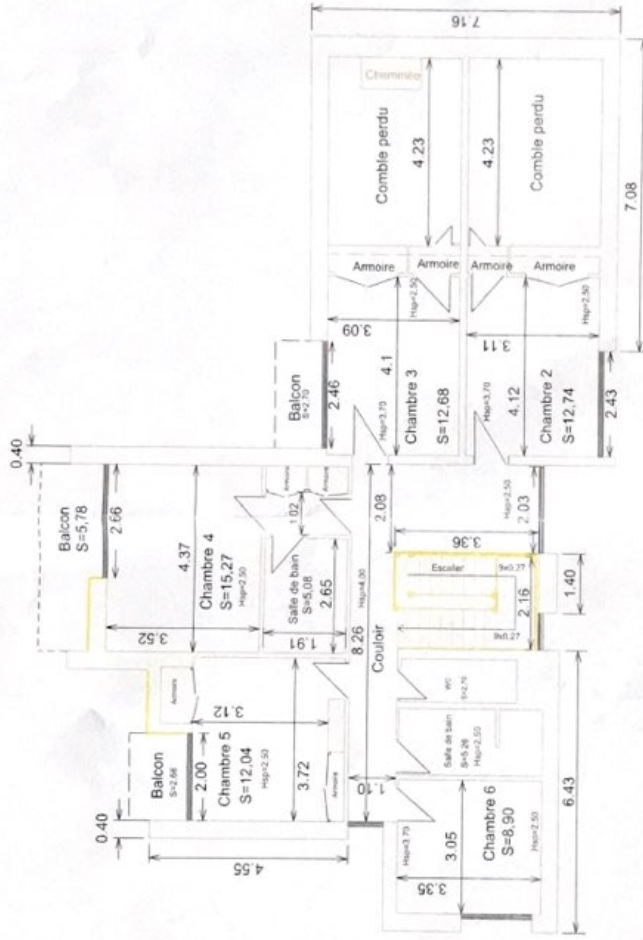 7.16
Cheminée
Comble perdu
4.23
4.23
Comble perdu
7.08
Armoire
Armoire
Armoire
Armoire
Balcon
S=2.70
2.46
3.09
Hsp=2.50
4.1
Chambre 3
S=12,68
Hsp=3.70
3.11
Hsp=2.50
4.12
Chambre 2
S=12,74
Hsp=3.70
2.43
0.40
Balcon
S=5,78
2.66
4.37
Chambre 4
S=15,27
Hsp=2.50
3.52
Armoire
Armoire
1.02
Salle de bain
S=5,08
2.65
1.91
Hsp=4.00
8.26
Couloir
2.08
3.36
Hsp=2.50
2.03
Escalier
9x0.27
2.16
9x0.27
1.40
Armoire
3.12
Balcon
S=2.66
2.00
Chambre 5
S=12,04
Hsp=2.50
3.72
Armoire
0.40
4.55
1.10
WC
S=2.70
Salle de bain
S=5.26
Hsp=2.50
Hsp=3.70
3.05
Chambre 6
S=8,90
Hsp=2.50
3.35
6.43